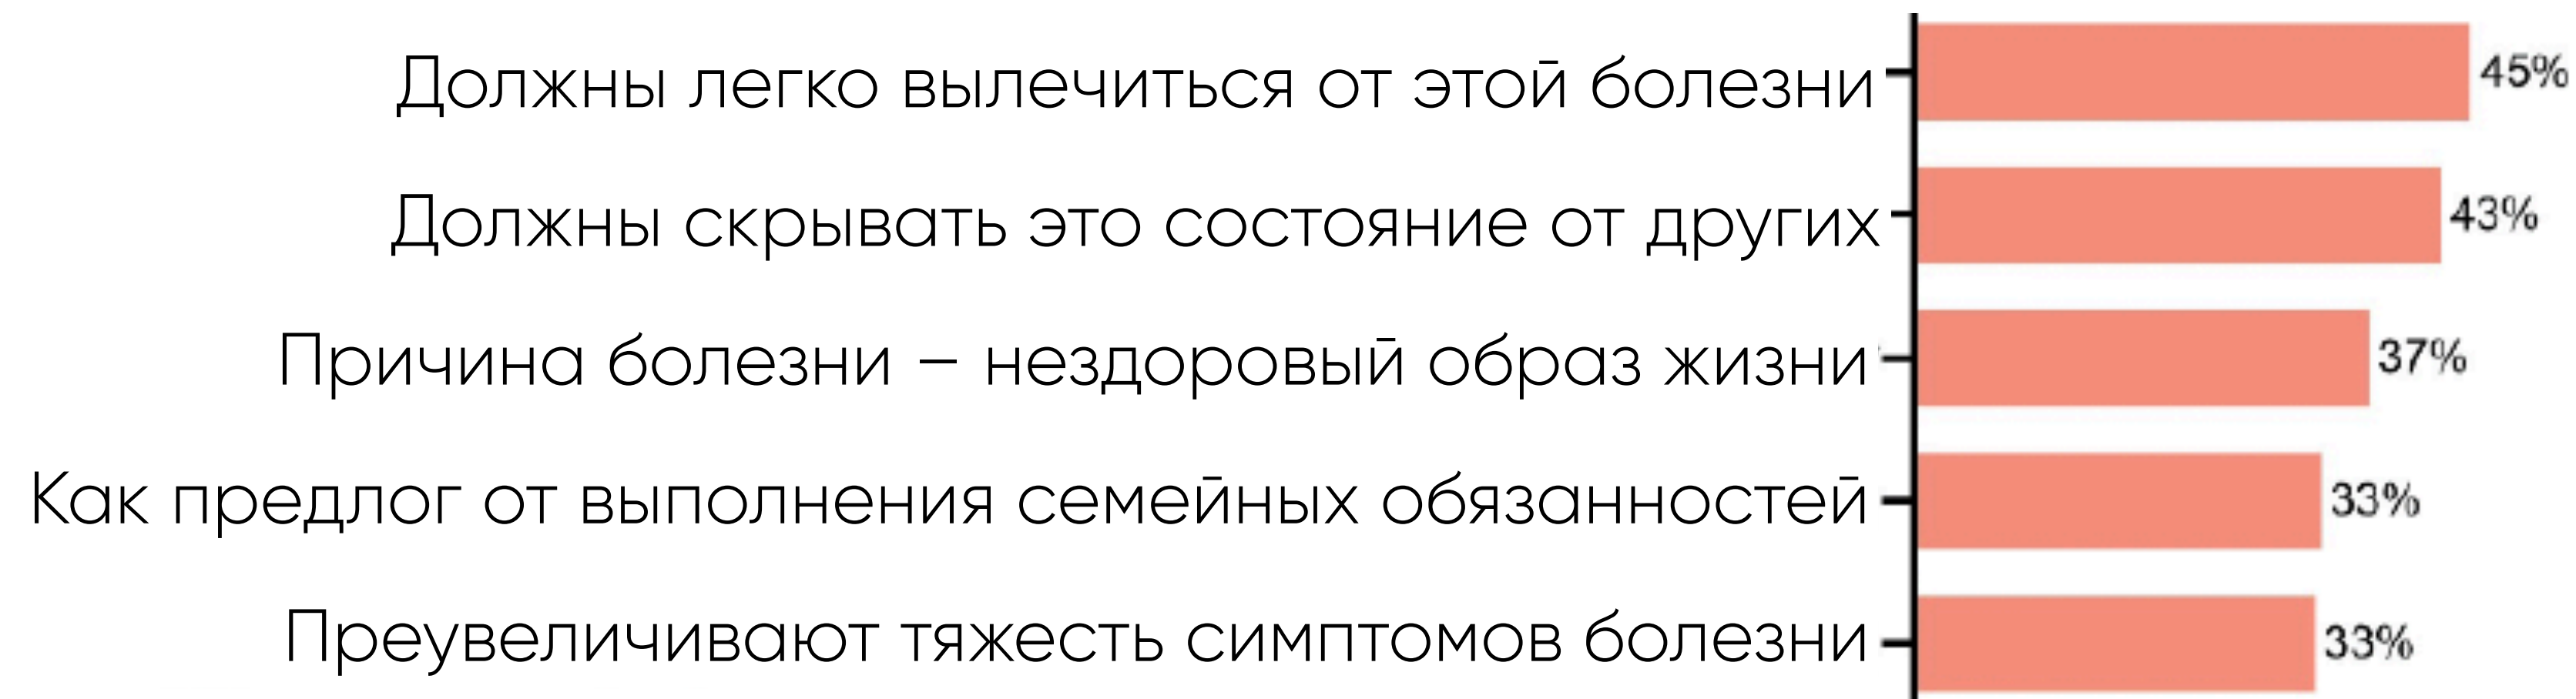 Должны легко вылечиться от этой болезни 45%
Должны скрывать это состояние от других 43%
Причина болезни – нездоровый образ жизни 37%
Как предлог от выполнения семейных обязанностей 33%
Преувеличивают тяжесть симптомов болезни 33%